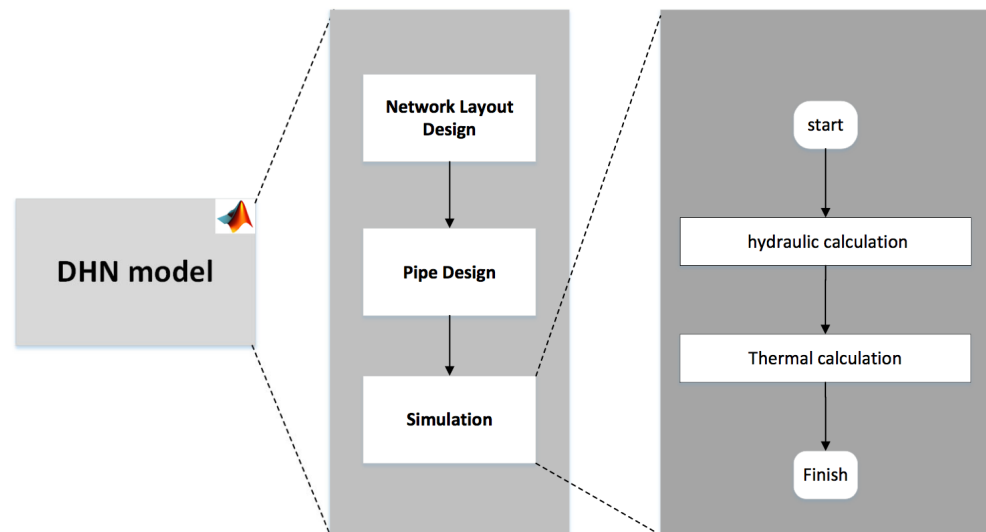 DHN model
Network Layout
Design
Pipe Design
Simulation
start
hydraulic calculation
Thermal calculation
Finish